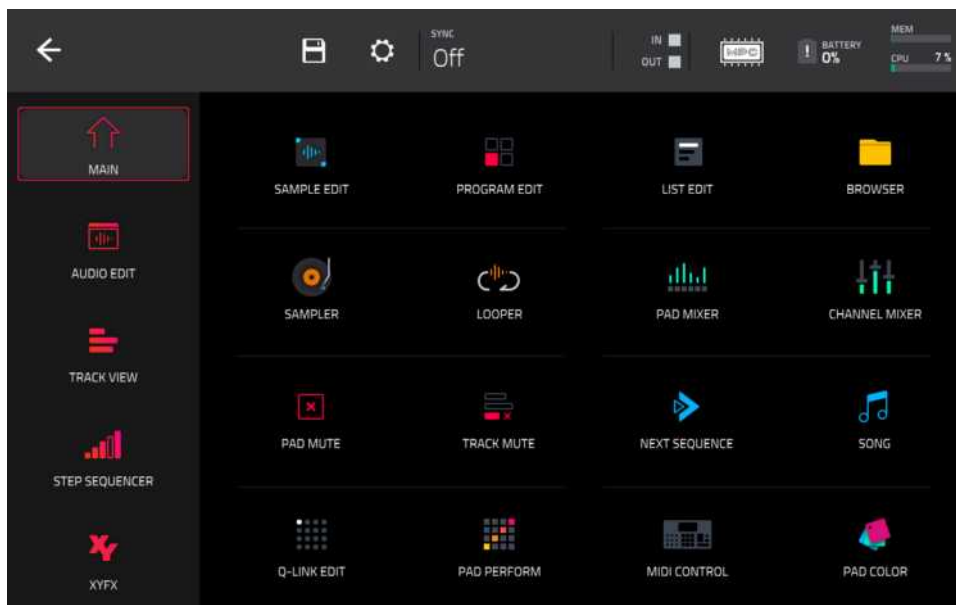 SYNC
Off
IN
OUT
MPC
BATTERY
0%
MEM
CPU 7 %
MAIN
SAMPLE EDIT PROGRAM EDIT LIST EDIT BROWSER
AUDIO EDIT
SAMPLER LOOPER PAD MIXER CHANNEL MIXER
TRACK VIEW
PAD MUTE TRACK MUTE NEXT SEQUENCE SONG
STEP SEQUENCER
Q-LINK EDIT PAD PERFORM MIDI CONTROL PAD COLOR
XYFX